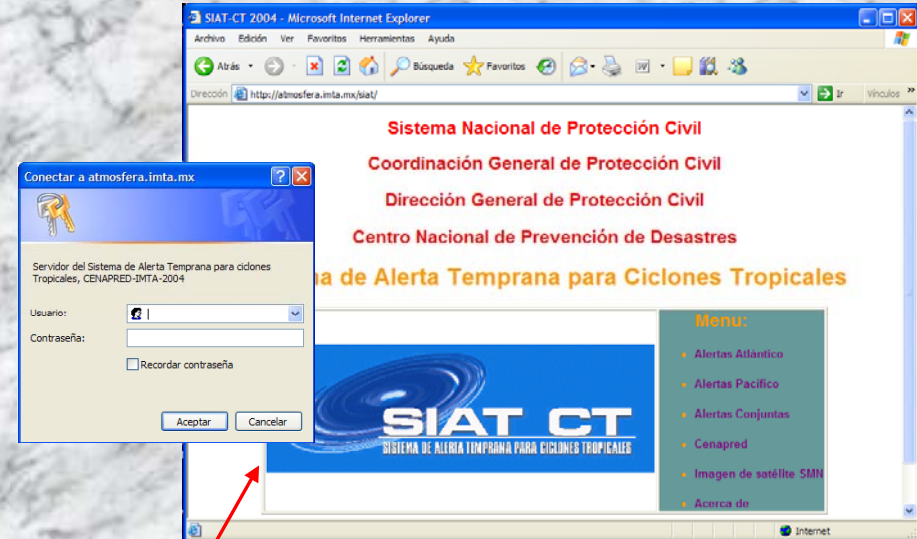 SIAT-CT 2004 - Microsoft Internet Explorer
Archivo Edición Ver Favoritos Herramientas Ayuda
Atrás Búsqueda Favoritos
Dirección http://atmosfera.imta.mx/siat/ Ir Vínculos
Sistema Nacional de Protección Civil
Coordinación General de Protección Civil
Dirección General de Protección Civil
Centro Nacional de Prevención de Desastres
de Alerta Temprana para Ciclones Tropicales
Conectar a atmosfera.imta.mx
Servidor del Sistema de Alerta Temprana para ciclones
Tropicales, CENAPRED-IMTA-2004
Usuario:
Contraseña:
Recordar contraseña
Aceptar Cancelar
SIAT CT
SISTEMA DE ALERTA TEMPRANA PARA CICLONES TROPICALES
Menu:
Alertas Atlántico
Alertas Pacífico
Alertas Conjuntas
Cenapred
Imagen de satélite SMN
Acerca de
Internet